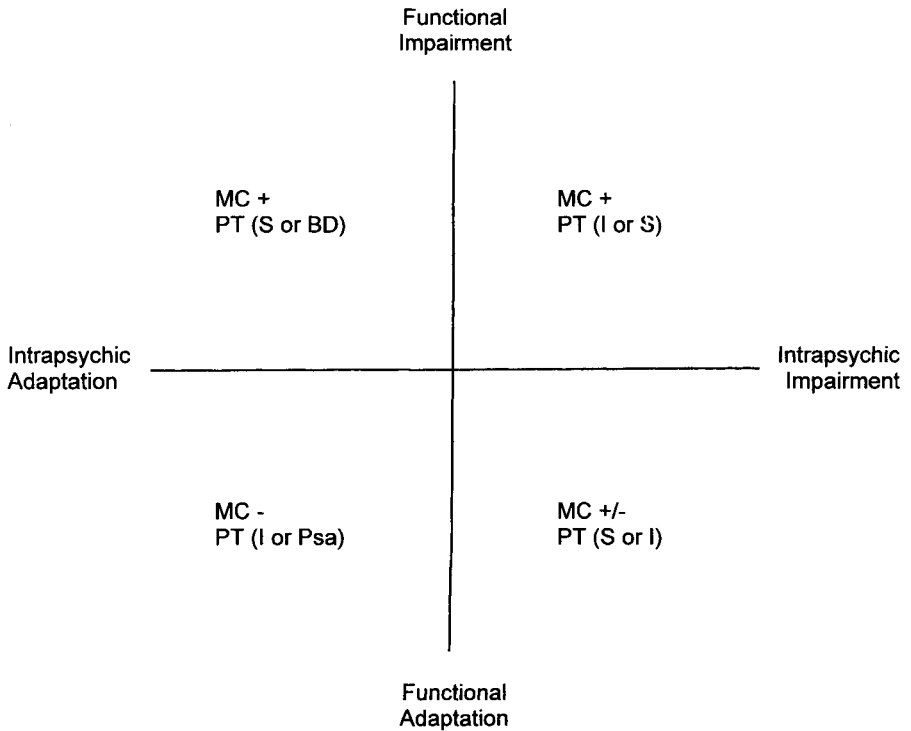 Functional
Impairment
MC +
PT (S or BD)
MC +
PT (I or S)
Intrapsychic
Adaptation
Intrapsychic
Impairment
MC -
PT (I or Psa)
MC +/-
PT (S or I)
Functional
Adaptation